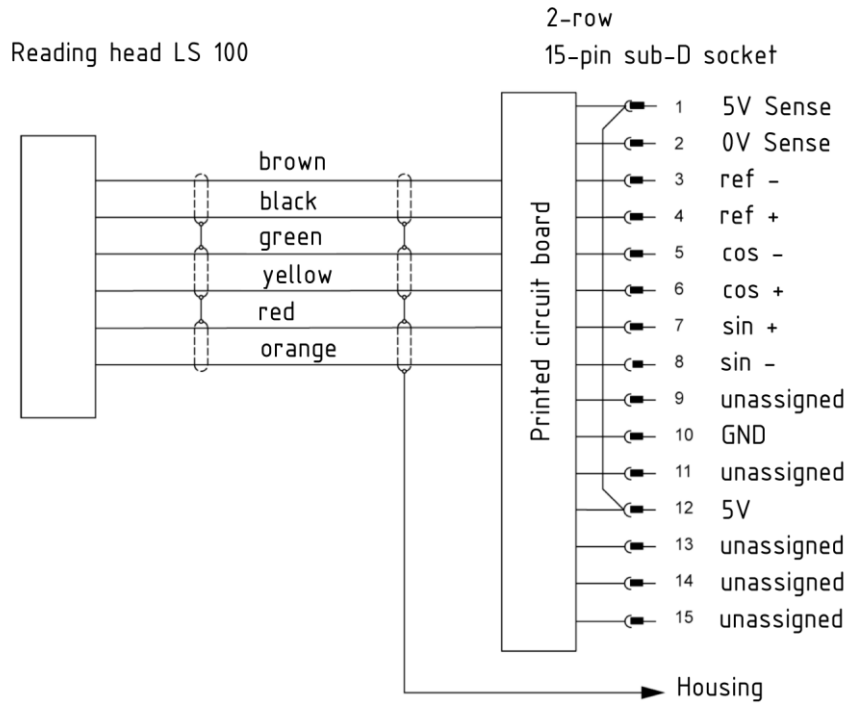 2-row
Reading head LS 100
15-pin sub-D socket
brown
black
green
yellow
red
orange
Printed circuit board
1 5V Sense
2 0V Sense
3 ref -
4 ref +
5 cos -
6 cos +
7 sin +
8 sin -
9 unassigned
10 GND
11 unassigned
12 5V
13 unassigned
14 unassigned
15 unassigned
Housing